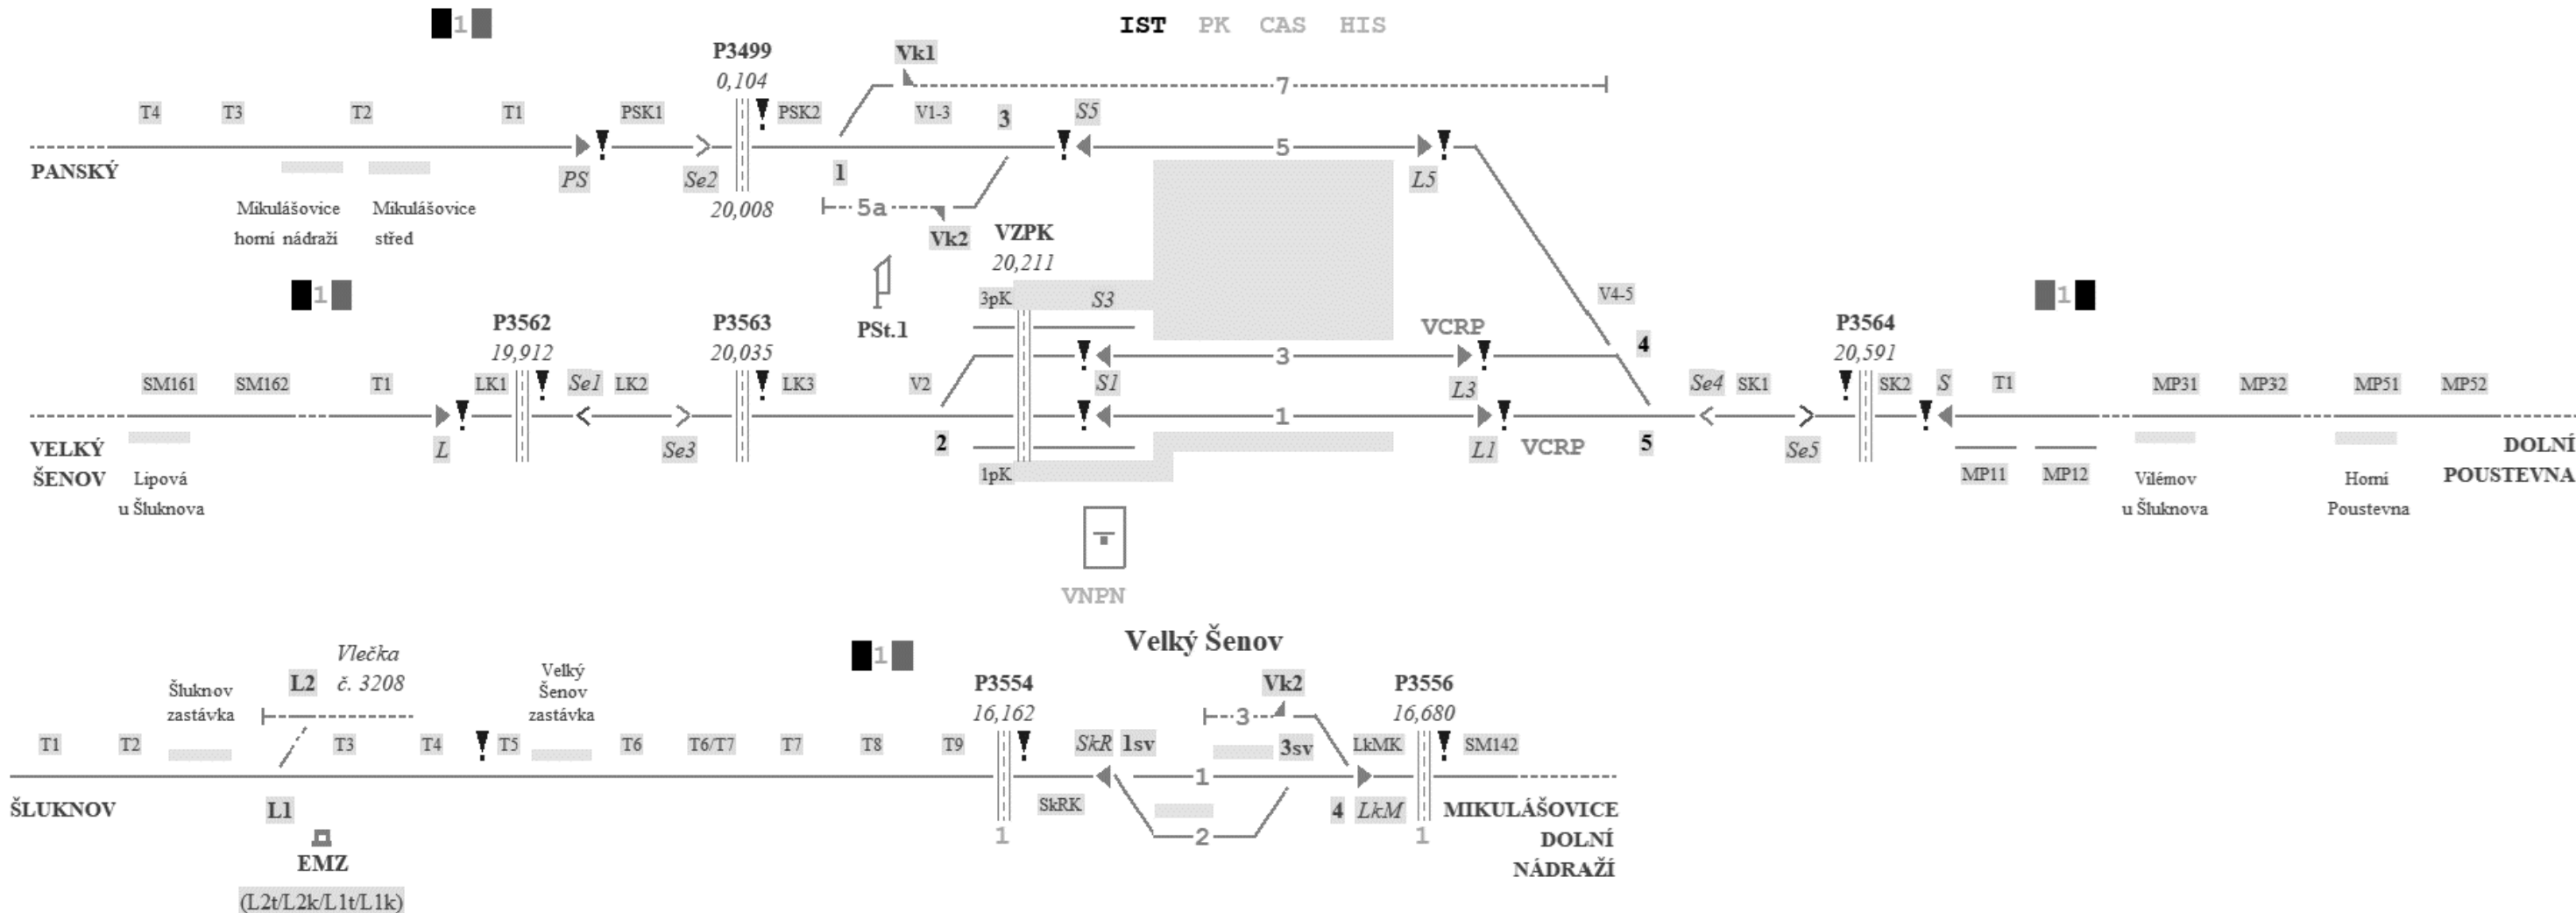 1
IST PK CAS HIS
P3499
0,104
Vk1
7
T4 T3 T2 T1 PSK1 PSK2 V1-3 3 S5
5
PANSKÝ
PS Se2 1 L5
Mikulášovice
horní nádraží
Mikulášovice
střed
20,008
5a
Vk2
VZPK
20,211
PSt.1
3pK S3
V4-5
1
1
P3562
19,912
P3563
20,035
VCRP
3
4
P3564
20,591
SM161 SM162 T1 LK1 Se1 LK2 LK3 V2 S1 L3 Se4 SK1 SK2 S T1 MP31 MP32 MP51 MP52
1
VELKÝ
ŠENOV
L Se3 2 L1 VCRP 5 Se5
DOLNÍ
POUSTEVNA
Lipová
u Šluknova
1pK
MP11 MP12
Vilémov
u Šluknova
Horní
Poustevna
VNPN
Velký Šenov
1
Vlečka
č. 3208
L2
Šluknov
zastávka
Velký
Šenov
zastávka
P3554
16,162
Vk2
3
P3556
16,680
T1 T2 T3 T4 T5 T6 T6/T7 T7 T8 T9 SkR 1sv 3sv LkMK SM142
1
ŠLUKNOV
L1
SkRK
4 LkM
1
2
1
MIKULÁŠOVICE
DOLNÍ
NÁDRAŽÍ
EMZ
(L2t/L2k/L1t/L1k)